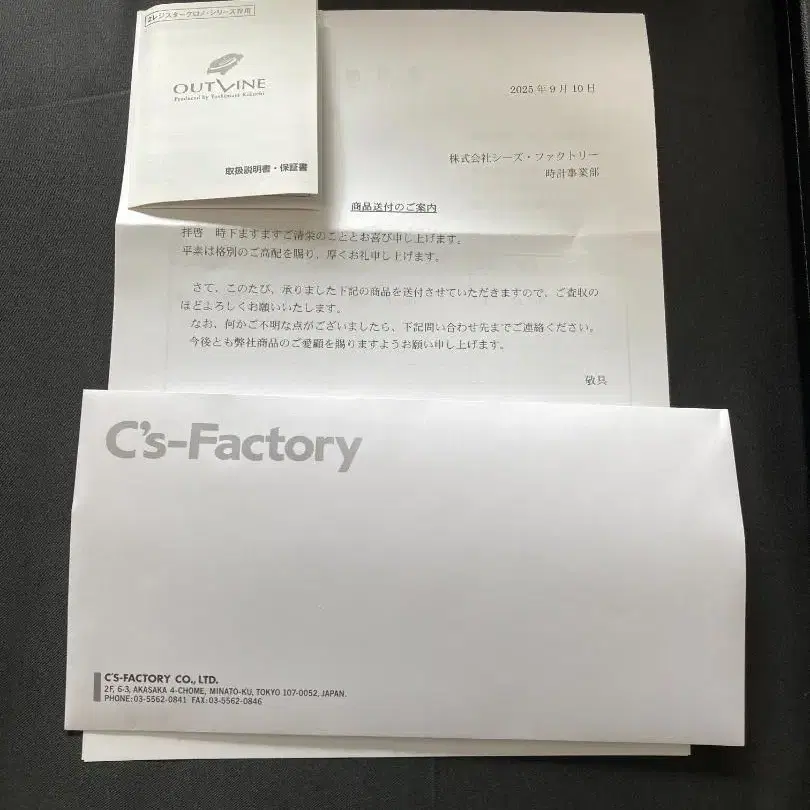 2レジスタークロノ・シリーズ専用
OUTVINE
Produced by Yoshimune Kikuchi
取扱説明書・保証書
2025年9月10日
株式会社シーズ・ファクトリー
時計事業部
商品送付のご案内
拝啓　時下ますますご清栄のこととお喜び申し上げます。
平素は格別のご高配を賜り、厚くお礼申し上げます。
さて、このたび、承りました下記の商品を送付させていただきますので、ご査収の
ほどよろしくお願いいたします。
なお、何かご不明な点がございましたら、下記問い合わせ先までご連絡ください。
今後とも弊社商品のご愛顧を賜りますようお願い申し上げます。
敬具
C's-Factory
C'S-FACTORY CO., LTD.
2F, 6-3, AKASAKA 4-CHOME, MINATO-KU, TOKYO 107-0052, JAPAN.
PHONE:03-5562-0841 FAX:03-5562-0846